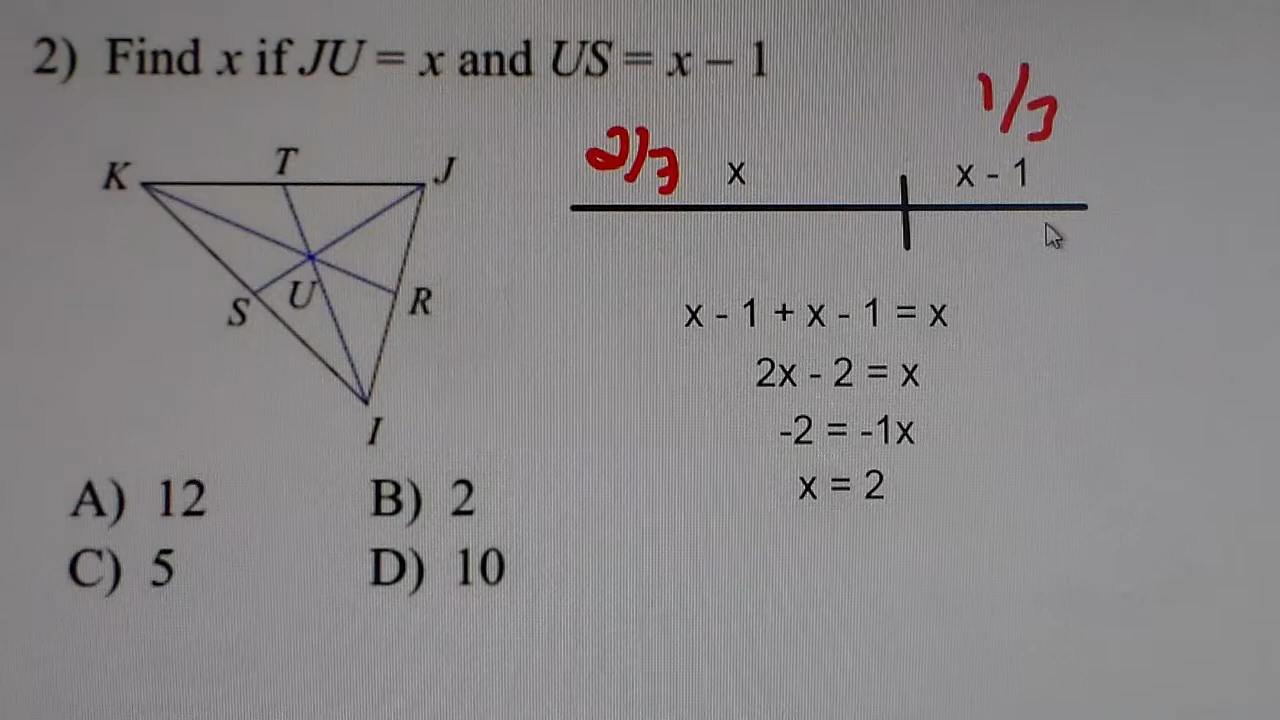 2) Find x if JU = x and US = x – 1
1/3
2/3
x
x - 1
K
T
J
S
U
R
I
x - 1 + x - 1 = x
2x - 2 = x
-2 = -1x
x = 2
A) 12
B) 2
C) 5
D) 10